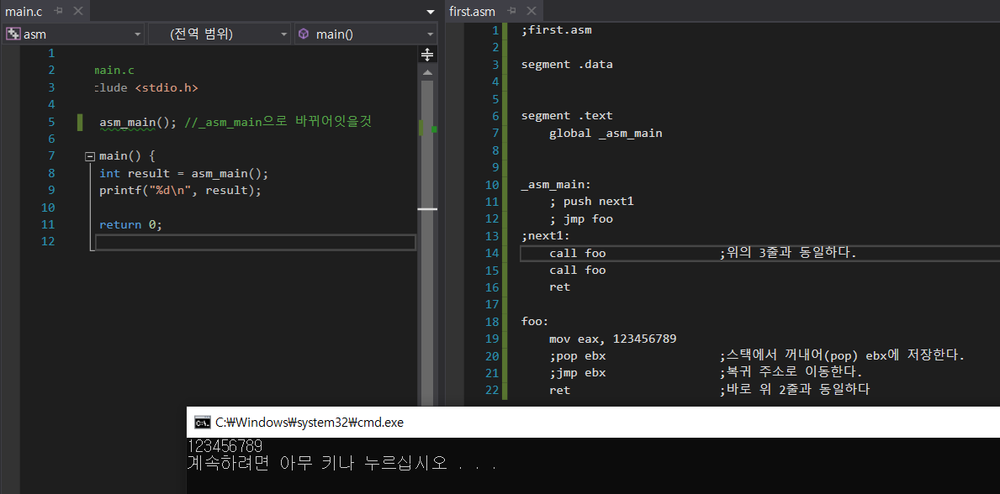 main.c
asm
(전역 범위)
main()
1
2 main.c
3 clude <stdio.h>
4
5 asm_main(); //_asm_main으로 바뀌어잇을것
6
7 main() {
8 int result = asm_main();
9 printf("%d\n", result);
10
11 return 0;
12
first.asm
1 ;first.asm
2
3 segment .data
4
5
6 segment .text
7 global _asm_main
8
9
10 _asm_main:
11 ; push next1
12 ; jmp foo
13 ;next1:
14 call foo ;위의 3줄과 동일하다.
15 call foo
16 ret
17
18 foo:
19 mov eax, 123456789
20 ;pop ebx ;스택에서 꺼내어(pop) ebx에 저장한다.
21 ;jmp ebx ;복귀 주소로 이동한다.
22 ret ;바로 위 2줄과 동일하다
C:₩Windows₩system32₩cmd.exe
123456789
계속하려면 아무 키나 누르십시오 . . .